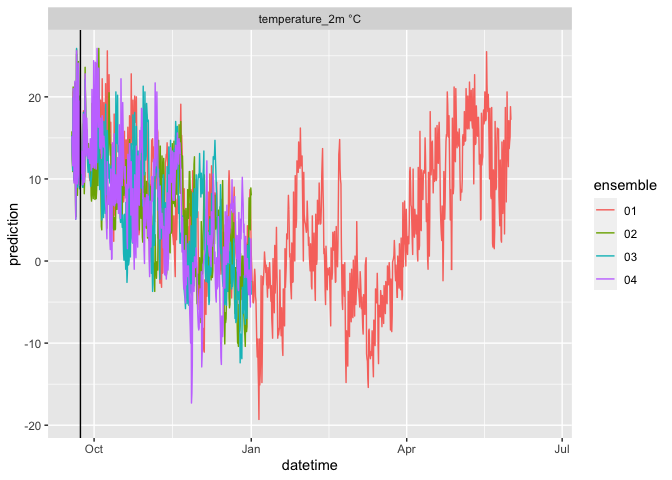 temperature_2m °C
prediction
20
10
0
-10
-20
Oct
Jan
Apr
Jul
datetime
ensemble
01
02
03
04